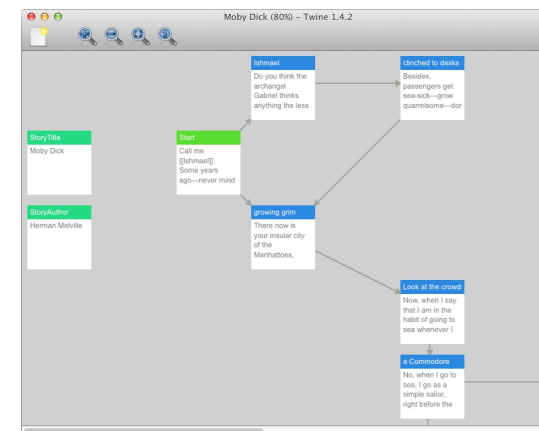 Moby Dick (80%) – Twine 1.4.2
Ishmael
Do you think the
archangel
Gabriel thinks
anything the less
clinched to desks
Besides,
passengers get
sea-sick—grow
quarrelsome—dor
StoryTitle
Moby Dick
Start
Call me
[[Ishmael]].
Some years
ago—never mind
StoryAuthor
Herman Melville
growing grim
There now is
your insular city
of the
Manhattoes,
Look at the crowd
Now, when I say
that I am in the
habit of going to
sea whenever I
a Commodore
No, when I go to
sea, I go as a
simple sailor,
right before the